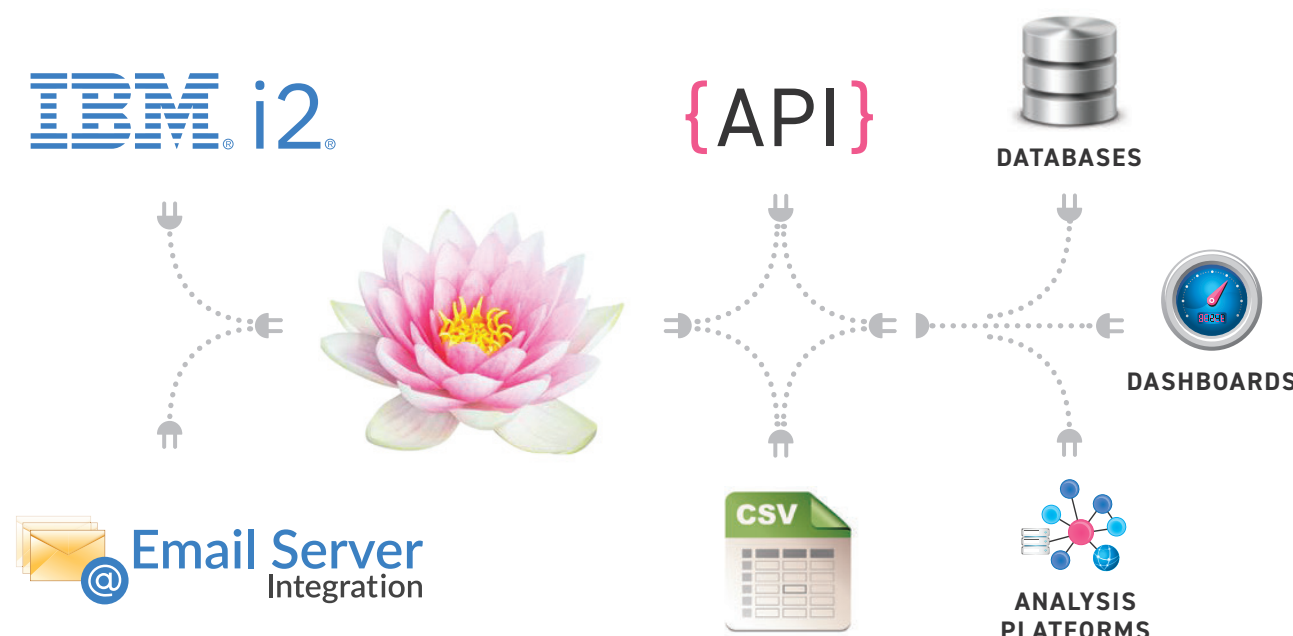 IBM® i2®
{API}
DATABASES
DASHBOARDS
@ Email Server
Integration
CSV
ANALYSIS
PLATFORMS